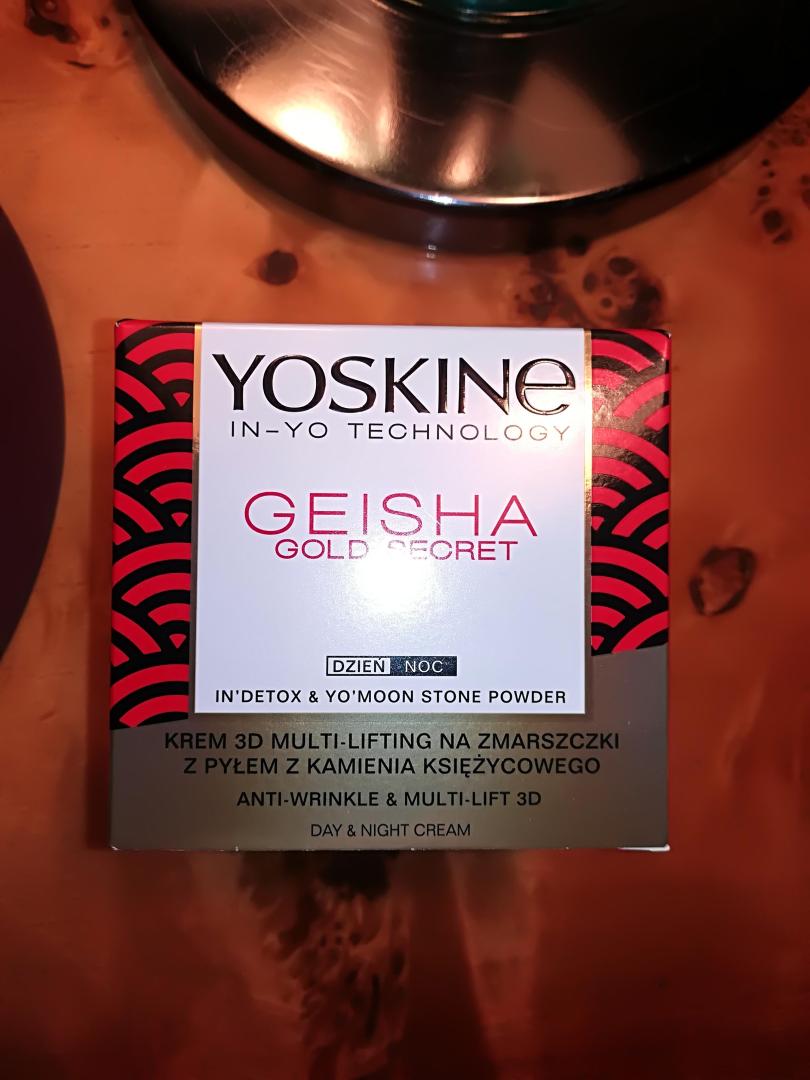 YOSKINe
IN-YO TECHNOLOGY
GEISHA
GOLD SECRET
DZIEŃ NOC
IN'DETOX & YO'MOON STONE POWDER
KREM 3D MULTI-LIFTING NA ZMARSZCZKI
Z PYŁEM Z KAMIENIA KSIĘŻYCOWEGO
ANTI-WRINKLE & MULTI-LIFT 3D
DAY & NIGHT CREAM